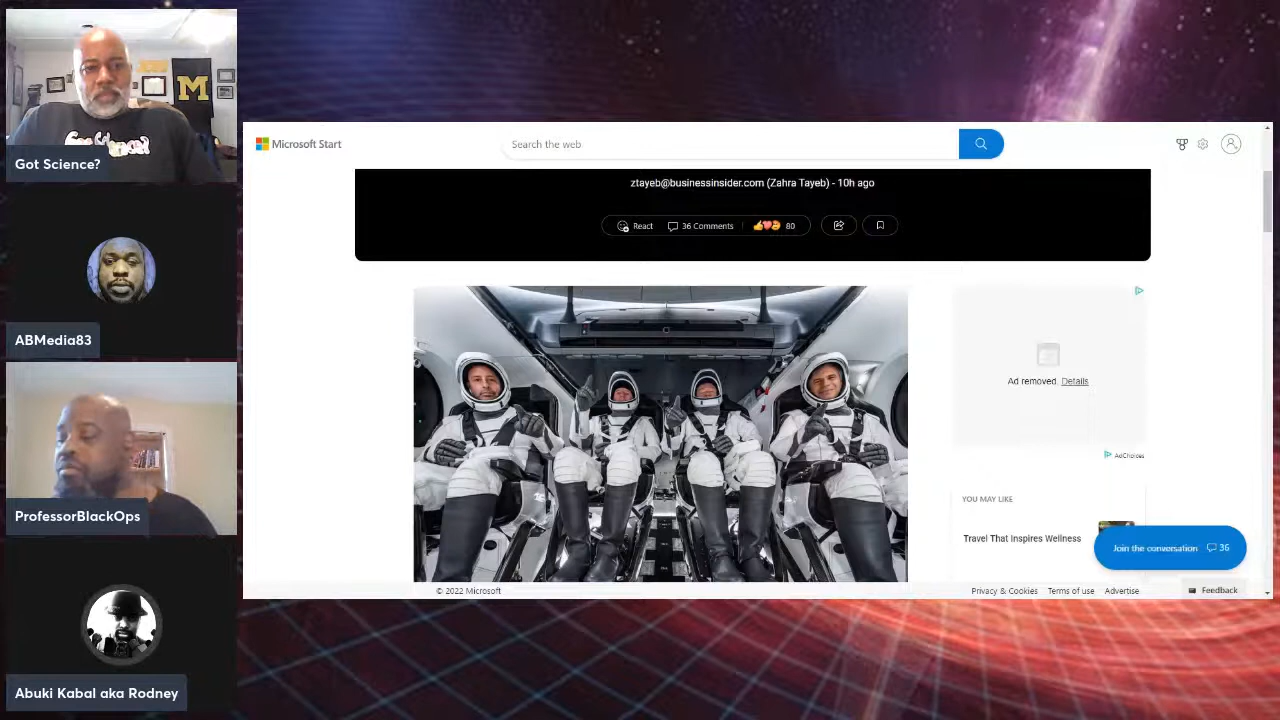 Got Science?
ABMedia83
ProfessorBlackOps
Abuki Kabal aka Rodney
M
Microsoft Start
Search the web
ztayeb@businessinsider.com (Zahra Tayeb) - 10h ago
React
36 Comments
80
Ad removed. Details
AdChoices
YOU MAY LIKE
Travel That Inspires Wellness
Join the conversation 36
© 2022 Microsoft
Privacy & Cookies Terms of use Advertise
Feedback